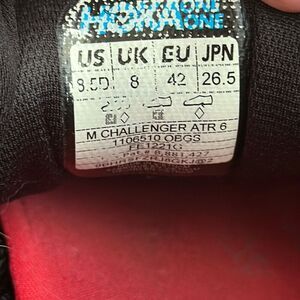 HOKA ONE ONE
US UK EU JPN
8.5D 8 42 26.5
M CHALLENGER ATR 6
1106510 OBGS
FE1221G